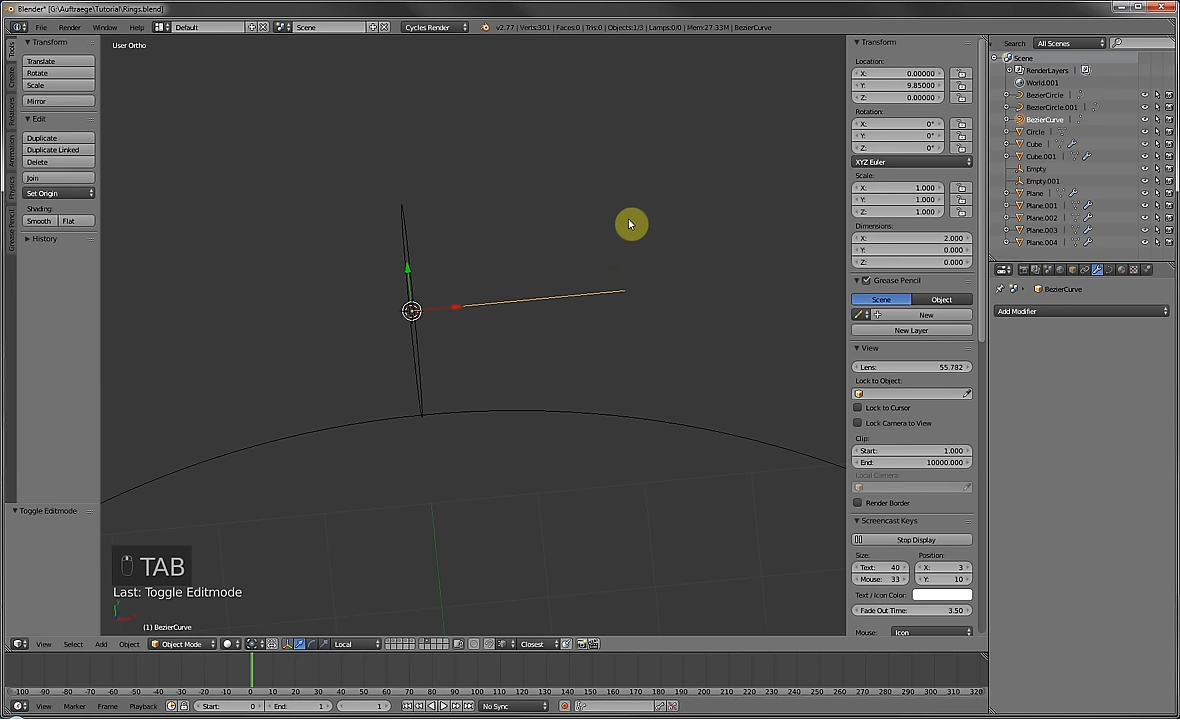 Blender* [G:\Auftraege\Tutorial\Rings.blend]
File Render Window Help Default Scene Cycles Render v2.77 | Verts:301 | Faces:0 | Tris:0 | Objects:1/3 | Lamps:0/0 | Mem:27.33M | BezierCurve
Tools
Create
Relations
Animation
Physics
Grease Pencil
Transform
Translate
Rotate
Scale
Mirror
Edit
Duplicate
Duplicate Linked
Delete
Join
Set Origin
Shading:
Smooth Flat
History
Toggle Editmode
User Ortho
TAB
Last: Toggle Editmode
(1) BezierCurve
Transform
Location:
X: 0.00000
Y: 9.85000
Z: 0.00000
Rotation:
X: 0°
Y: 0°
Z: 0°
XYZ Euler
Scale:
X: 1.000
Y: 1.000
Z: 1.000
Dimensions:
X: 2.000
Y: 0.000
Z: 0.000
Grease Pencil
Scene Object
New
New Layer
View
Lens: 55.782
Lock to Object:
Lock to Cursor
Lock Camera to View
Clip:
Start: 1.000
End: 10000.000
Local Camera:
Render Border
Screencast Keys
Stop Display
Size: Position:
Text: 40 X: 3
Mouse: 33 Y: 10
Text / Icon Color:
Fade Out Time: 3.50
Mouse: Icon
Search All Scenes
Scene
RenderLayers
World.001
BezierCircle
BezierCircle.001
BezierCurve
Circle
Cube
Cube.001
Empty
Empty.001
Plane
Plane.001
Plane.002
Plane.003
Plane.004
BezierCurve
Add Modifier
View Select Add Object Object Mode Local Closest
-100 -90 -80 -70 -60 -50 -40 -30 -20 -10 0 10 20 30 40 50 60 70 80 90 100 110 120 130 140 150 160 170 180 190 200 210 220 230 240 250 260 270 280 290 300 310 320
View Marker Frame Playback Start: 0 End: 1 1 No Sync